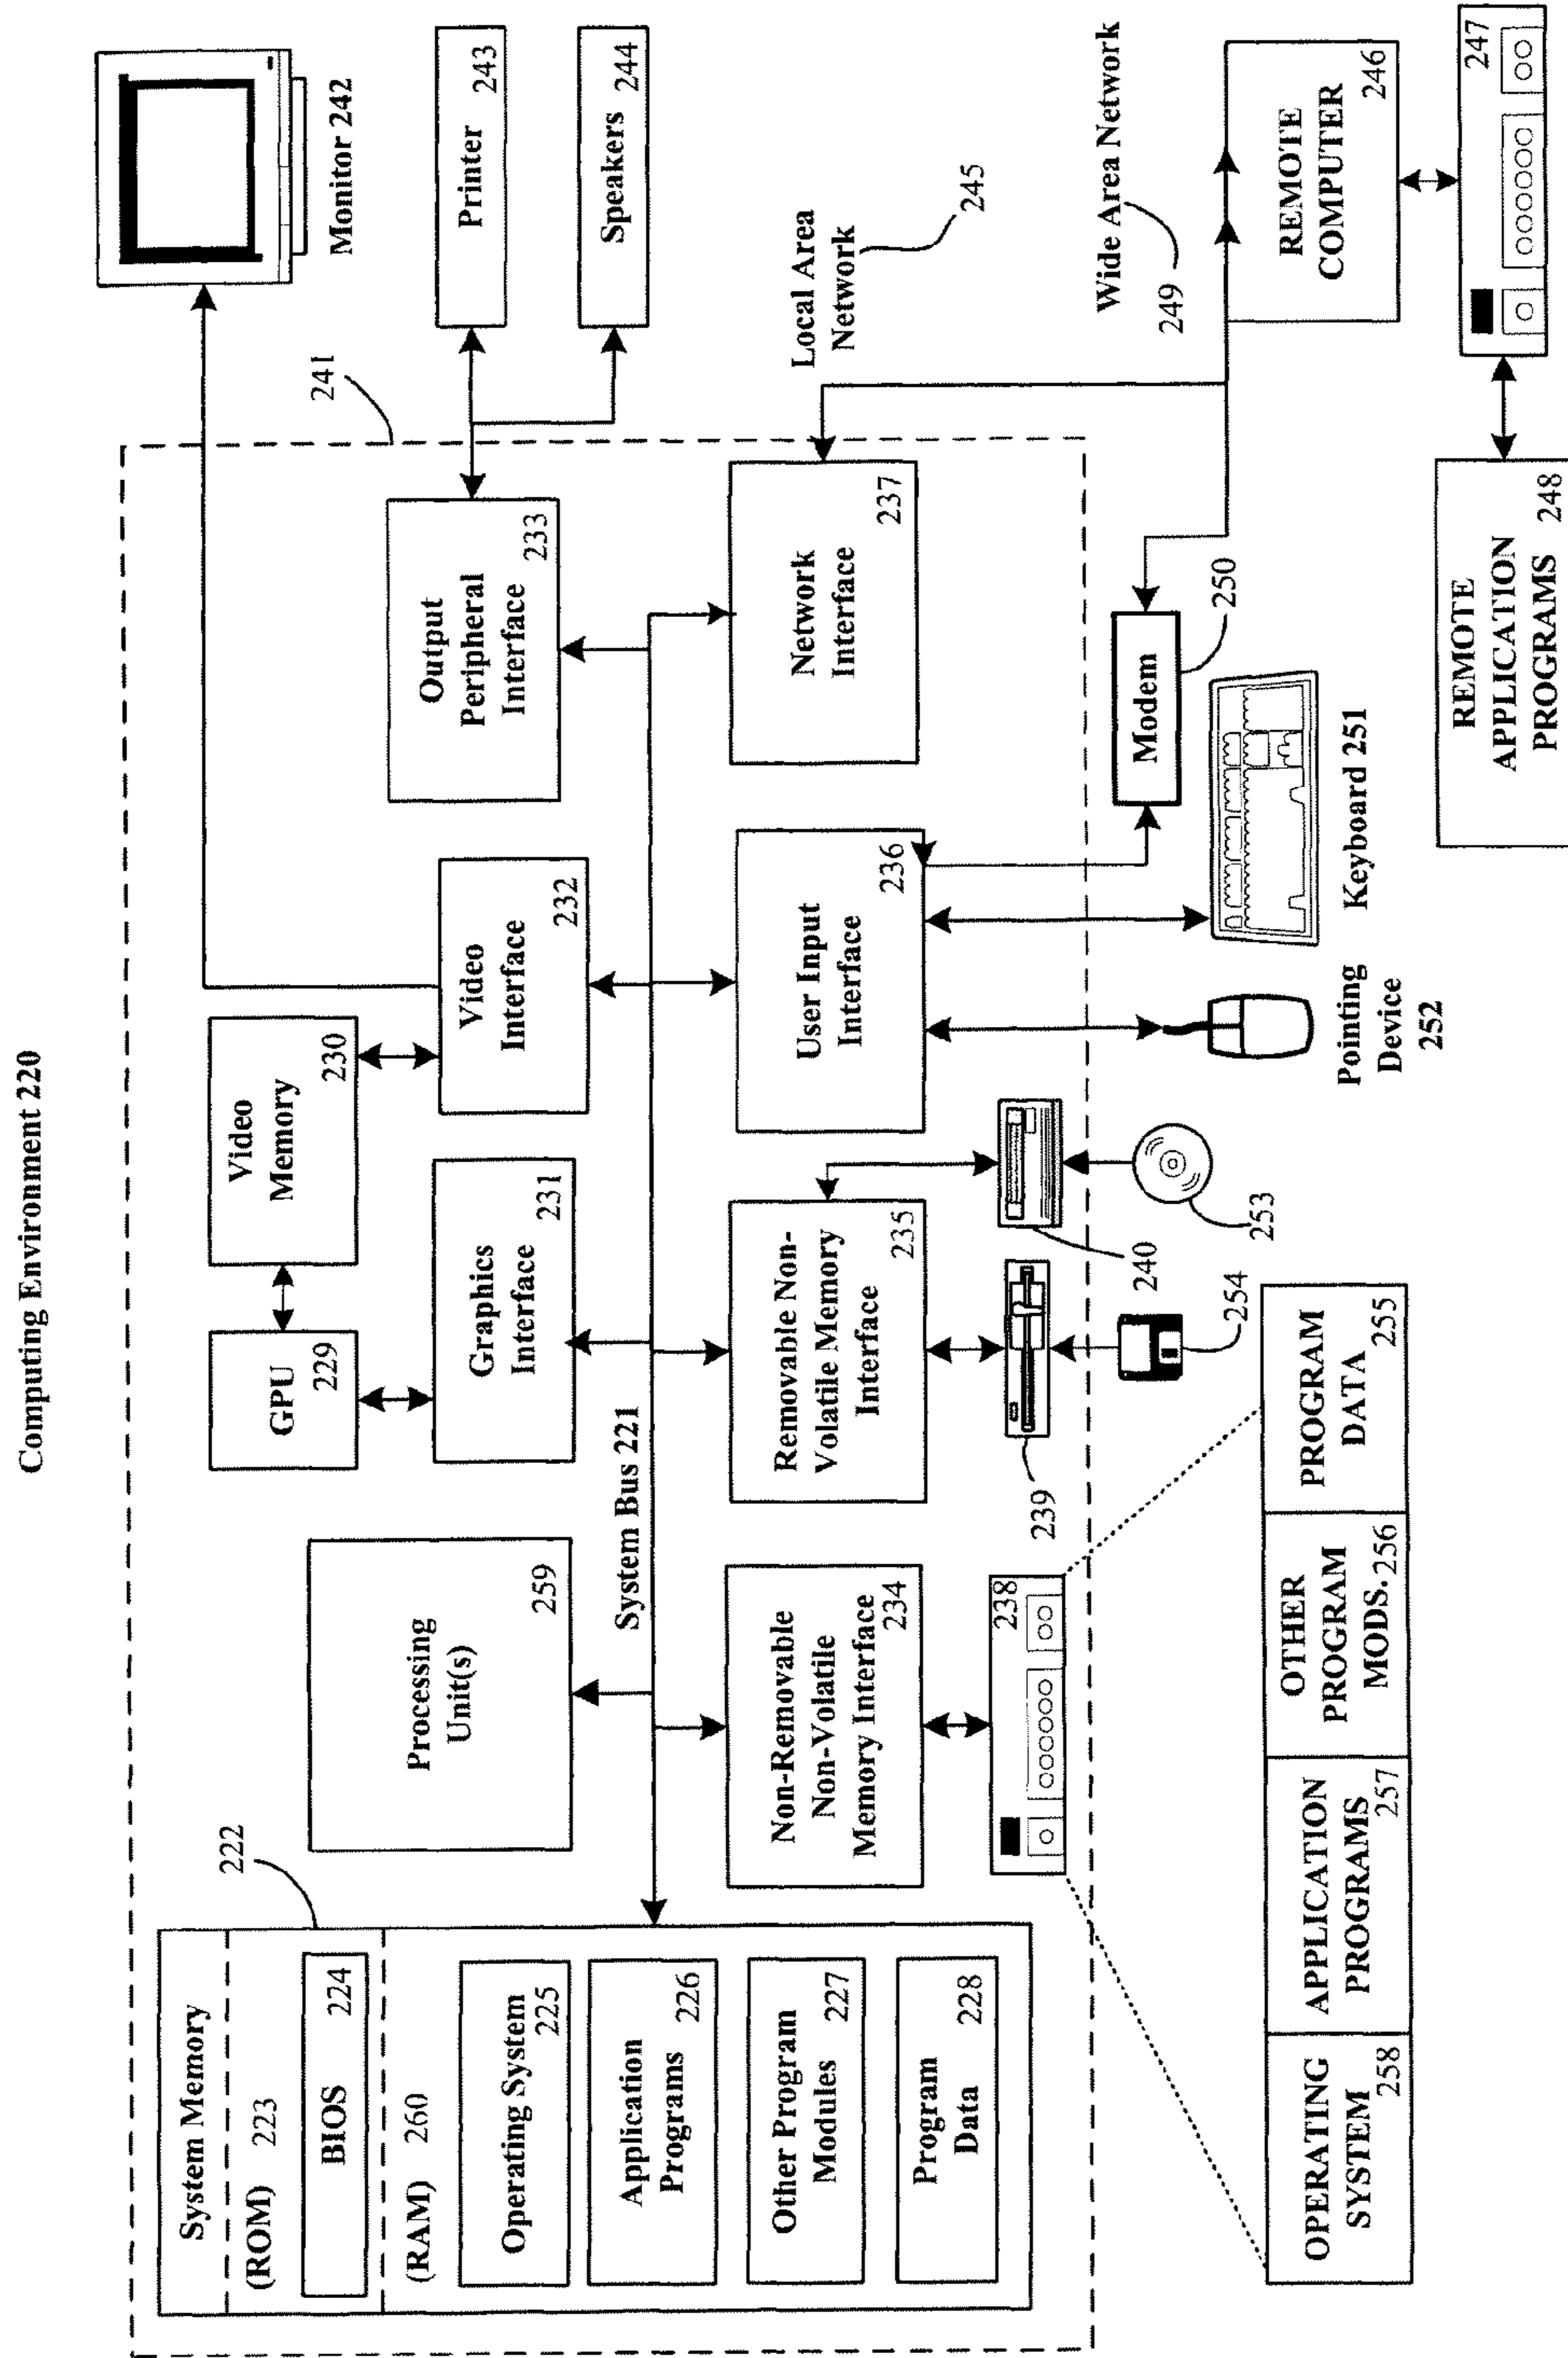 Computing Environment 220
241
222
System Memory
(ROM) 223
BIOS 224
(RAM) 260
Operating System
225
Application
Programs 226
Other Program
Modules 227
Program
Data 228
Processing
Unit(s)
259
System Bus 221
GPU
229
Video
Memory
230
Graphics
Interface
231
Video
Interface
232
Output
Peripheral
Interface
233
Monitor 242
Printer
243
Speakers
244
Non-Removable
Non-Volatile
Memory Interface
234
Removable Non-
Volatile Memory
Interface
235
User Input
Interface
236
Network
Interface
237
Local Area
Network
245
238
239
240
254
253
Pointing
Device
252
Keyboard 251
Modem
250
Wide Area Network
249
REMOTE
COMPUTER
246
247
REMOTE
APPLICATION
PROGRAMS
248
OPERATING
SYSTEM
258
APPLICATION
PROGRAMS
257
OTHER
PROGRAM
MODS.
256
PROGRAM
DATA
255